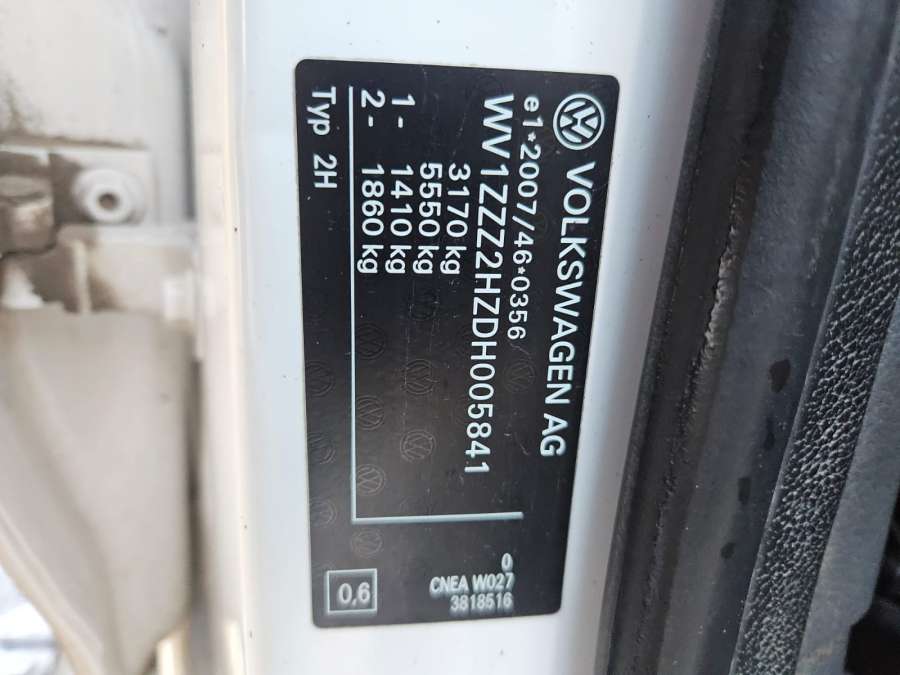 VOLKSWAGEN AG
e1*2007/46*0356
WV1ZZZ2HZDH005841
3170 kg
5550 kg
1- 1410 kg
2- 1860 kg
Typ 2H
0
CNEA W027
3818516
0,6